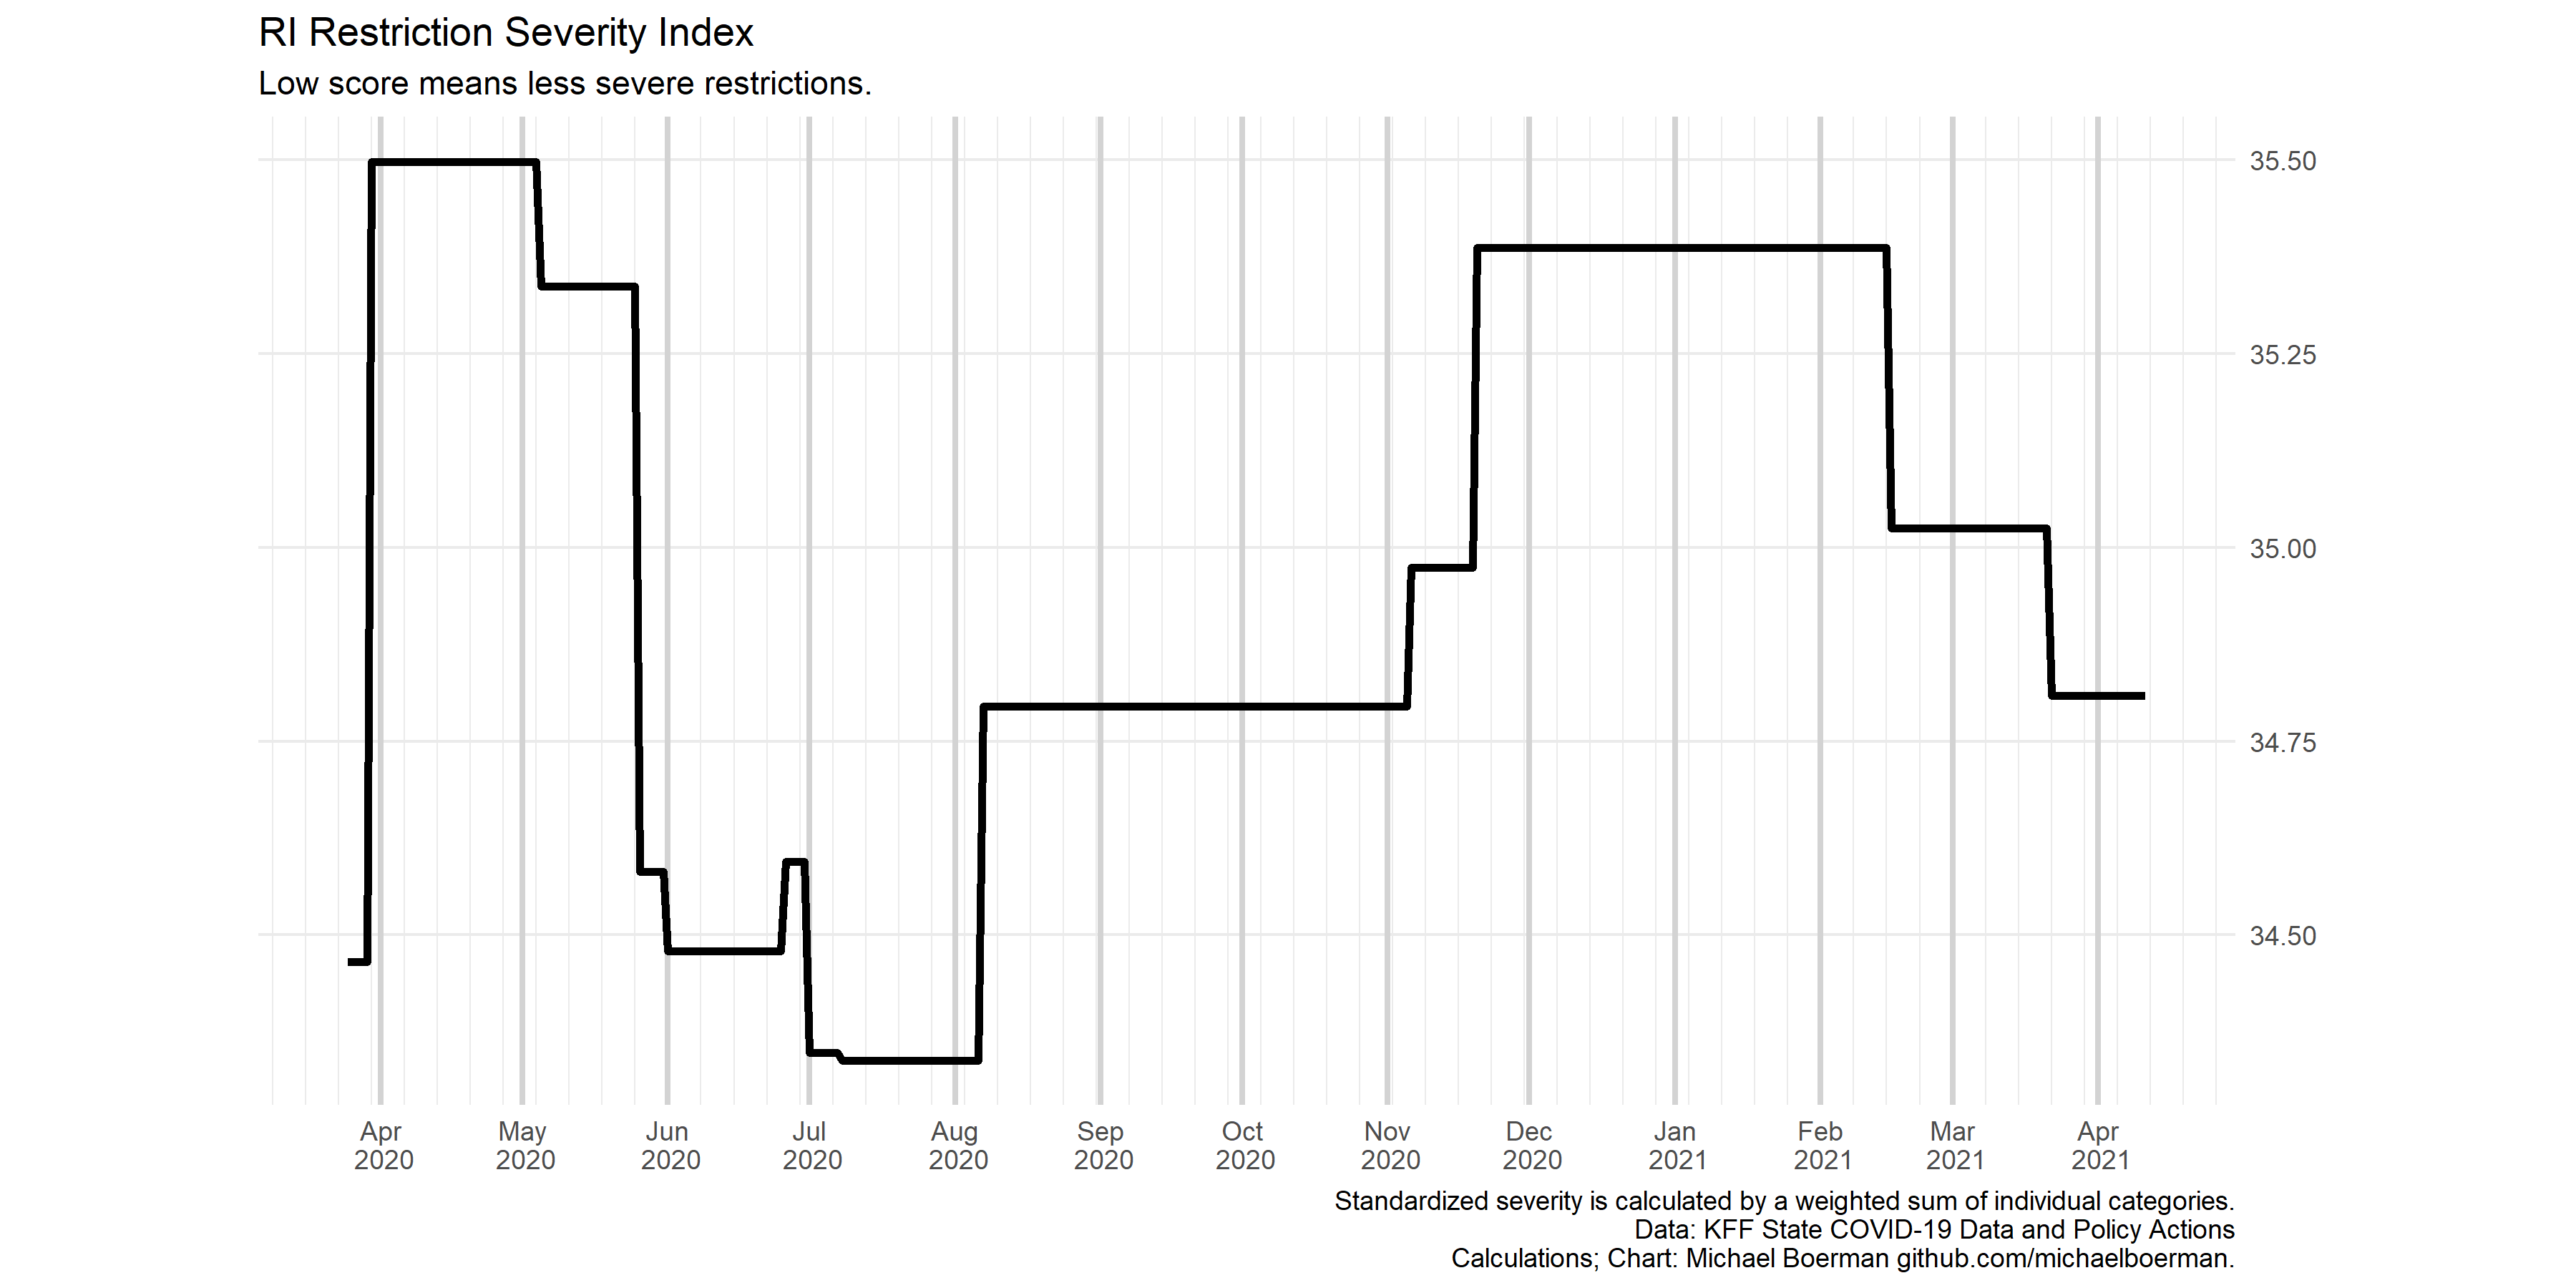 RI Restriction Severity Index
Low score means less severe restrictions.
35.50
35.25
35.00
34.75
34.50
Apr May Jun Jul Aug Sep Oct Nov Dec Jan Feb Mar Apr
2020 2020 2020 2020 2020 2020 2020 2020 2020 2021 2021 2021 2021
Standardized severity is calculated by a weighted sum of individual categories.
Data: KFF State COVID-19 Data and Policy Actions
Calculations; Chart: Michael Boerman github.com/michaelboerman.